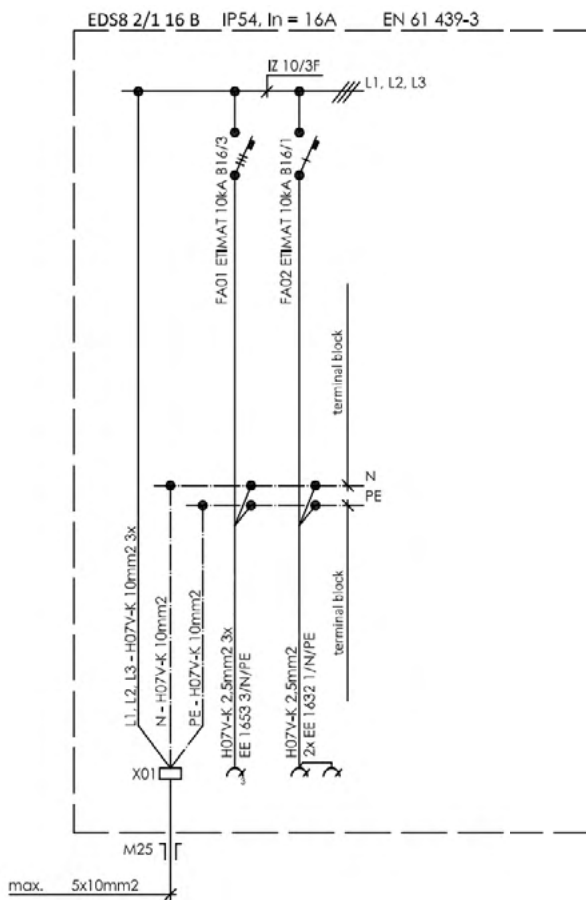 EDS8 2/1 16 B IP54, In = 16A EN 61 439-3
IZ 10/3F
L1, L2, L3
FA01 ETIMAT 10kA B16/3
FA02 ETIMAT 10kA B16/1
terminal block
N
PE
terminal block
L1, L2, L3 - H07V-K 10mm2 3x
N - H07V-K 10mm2
PE - H07V-K 10mm2
H07V-K 2,5mm2 3x
EE 1653 3/N/PE
H07V-K 2,5mm2
2x EE 1632 1/N/PE
X01
3
M25
max. 5x10mm2